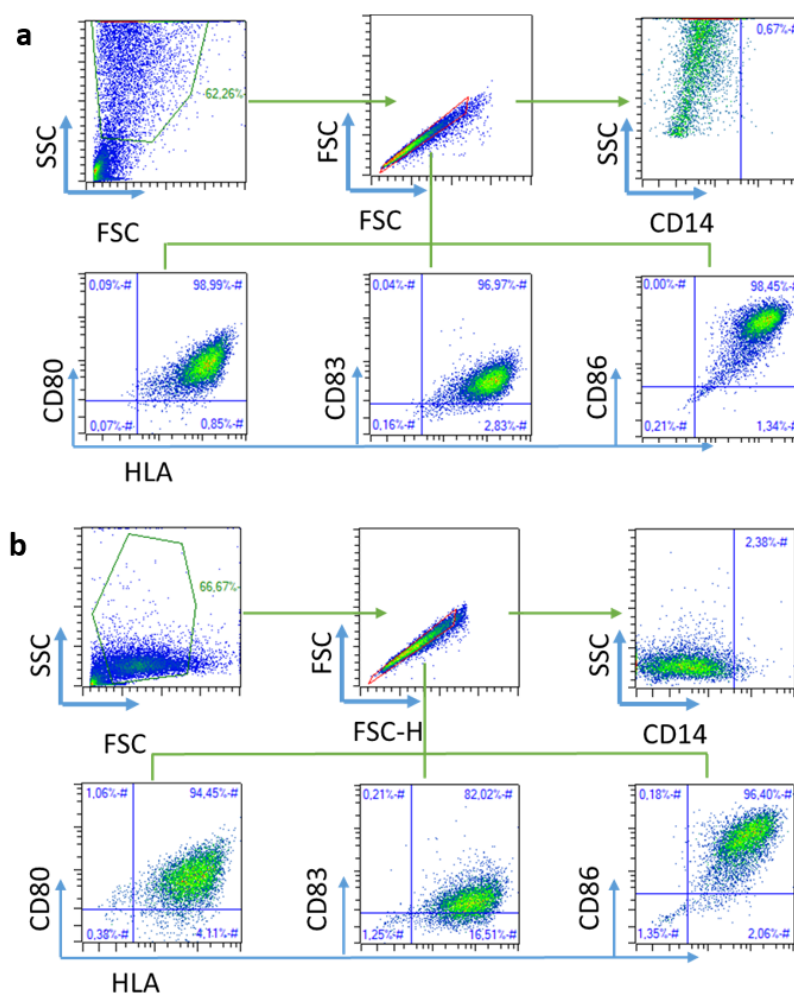 a
SSC
62,26%-
FSC
FSC
FSC
0,67%-#
SSC
CD14
0,09%-# 98,99%-#
CD80
0,07%-# 0,85%-#
HLA
0,04%-# 96,97%-#
CD83
0,16%-# 2,83%-#
0,00%-# 98,45%-#
CD86
0,21%-# 1,34%-#
b
SSC
66,67%-
FSC
FSC
FSC-H
2,38%-#
SSC
CD14
1,06%-# 94,45%-#
CD80
0,38%-# 4,11%-#
HLA
0,21%-# 82,02%-#
CD83
1,25%-# 16,51%-#
0,18%-# 96,40%-#
CD86
1,35%-# 2,06%-#